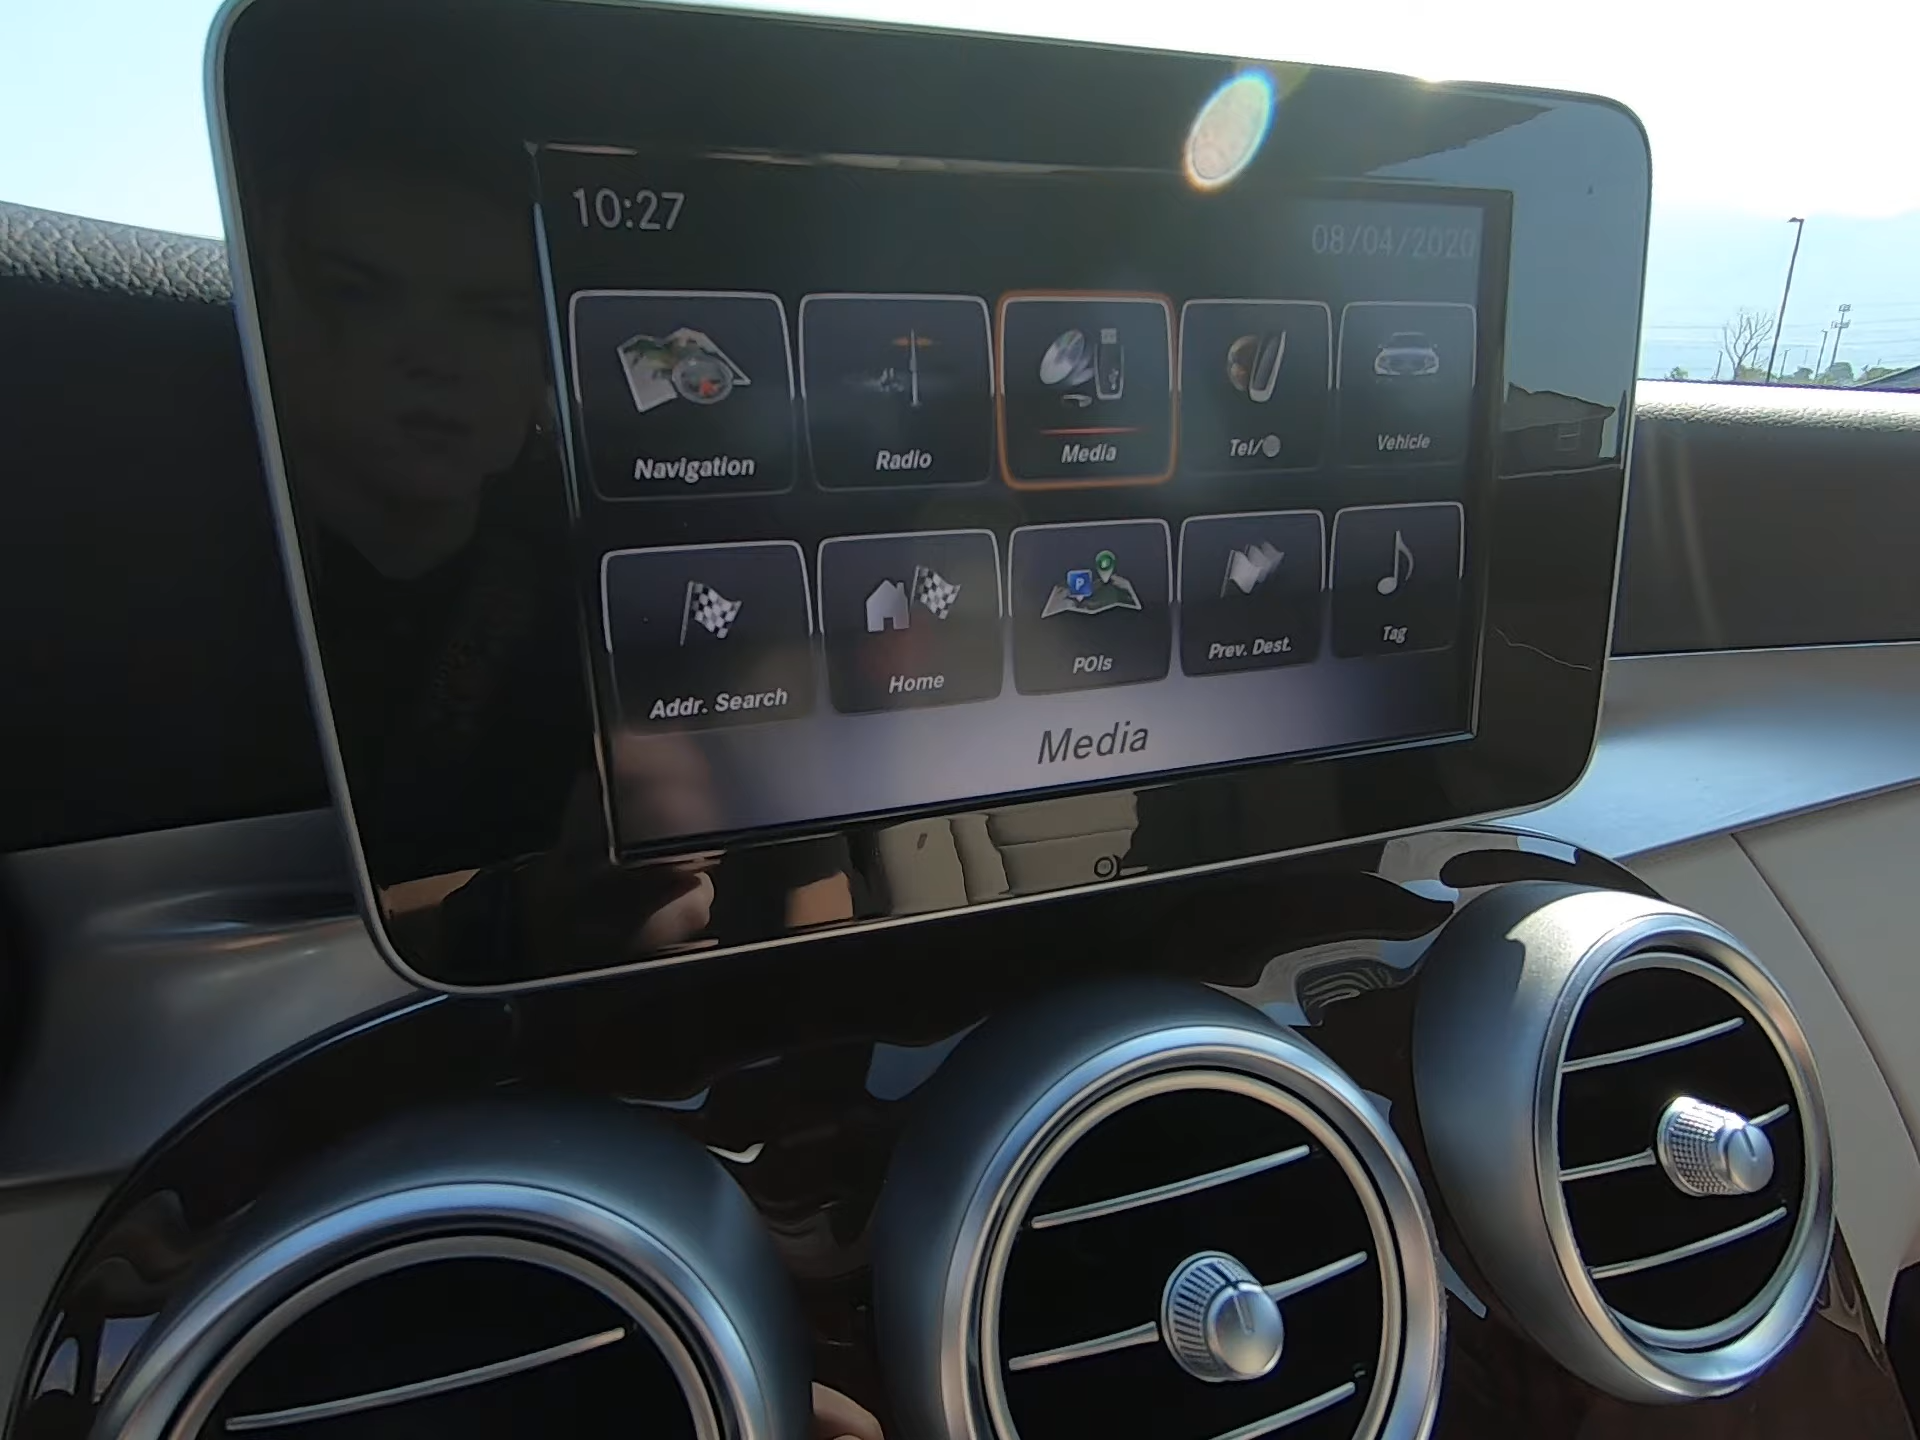 10:27
08/04/2020
Navigation
Radio
Media
Tel/
Vehicle
P
Addr. Search
Home
POIs
Prev. Dest.
Tag
Media